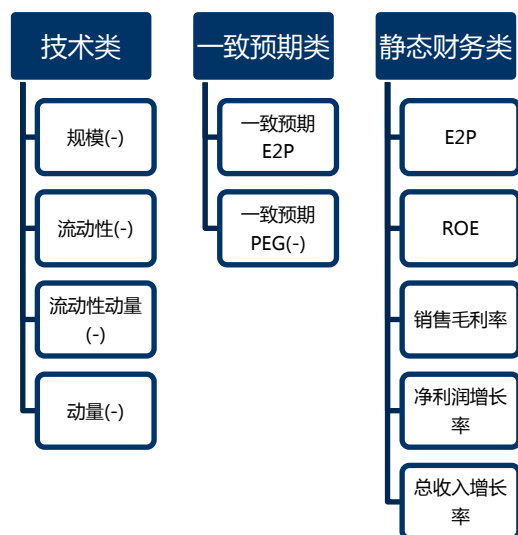 技术类
规模(-)
流动性(-)
流动性动量
(-)
动量(-)
一致预期类
一致预期
E2P
一致预期
PEG(-)
静态财务类
E2P
ROE
销售毛利率
净利润增长
率
总收入增长
率